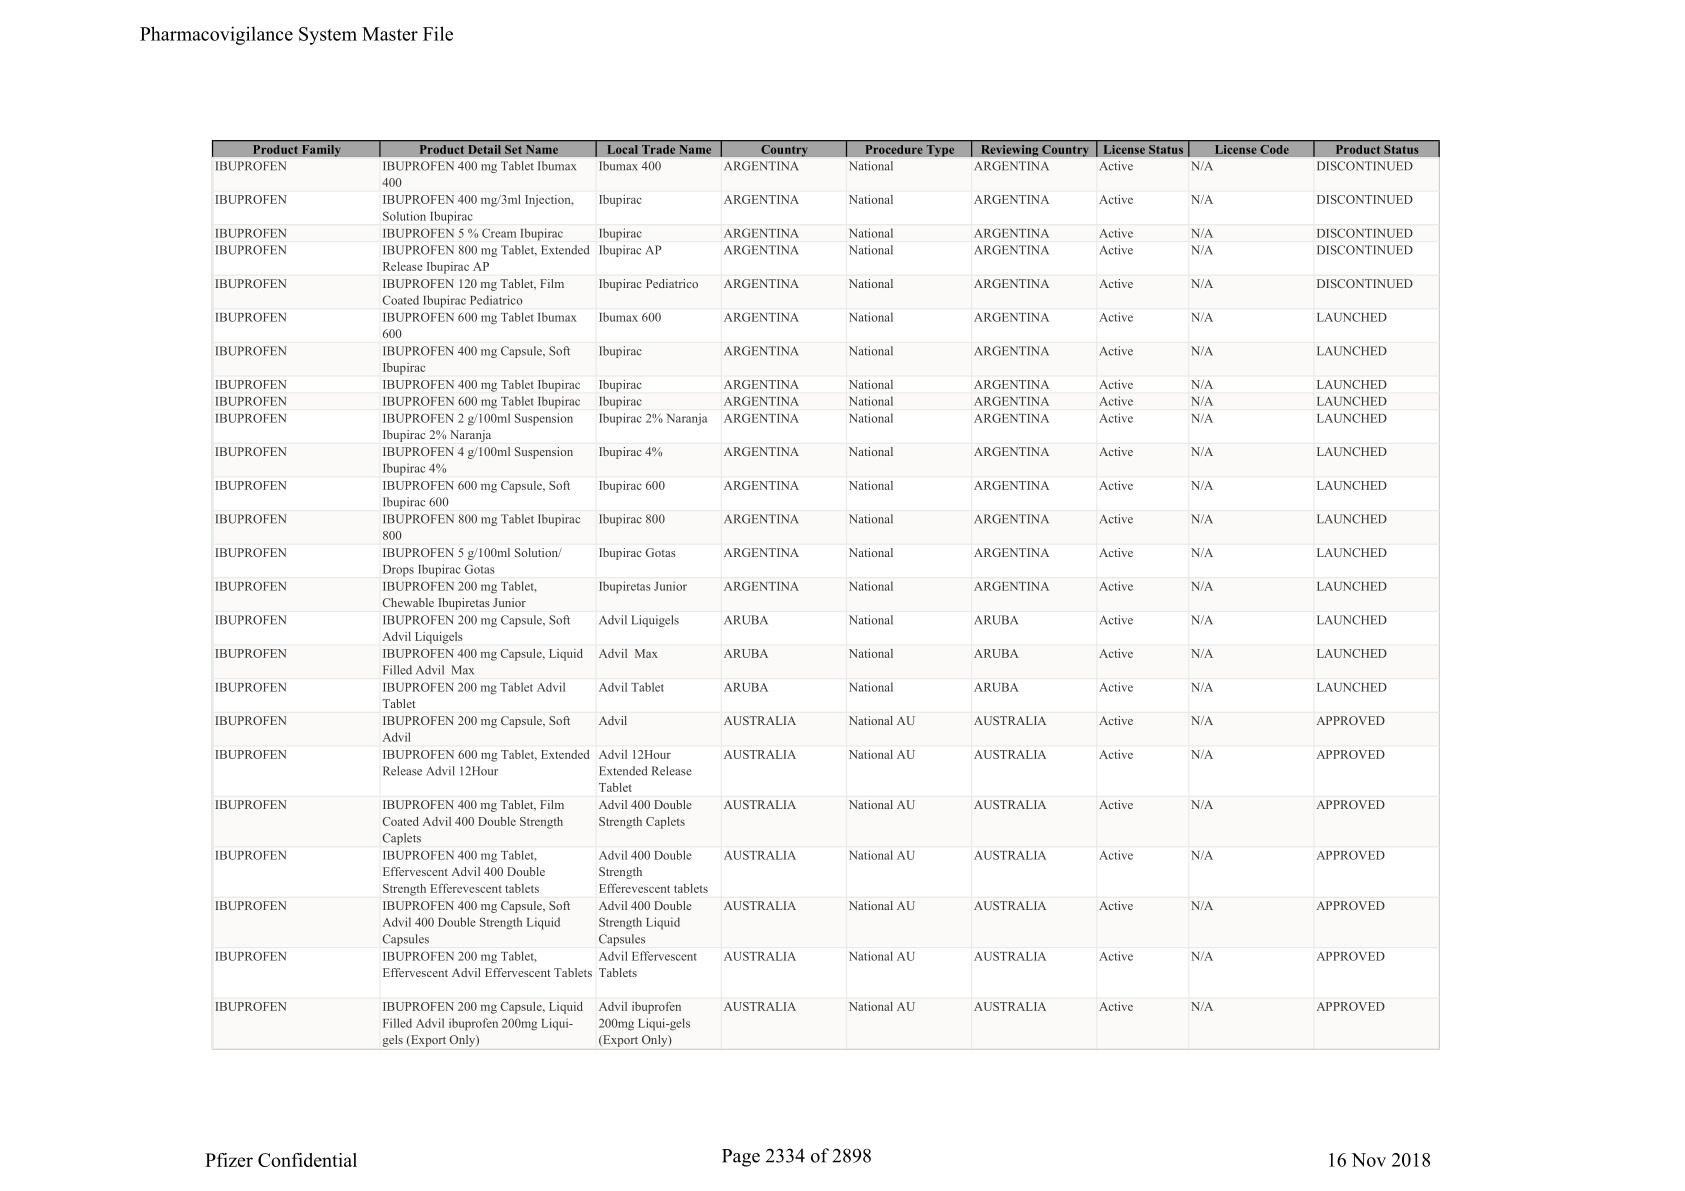 Pharmacovigilance System Master File
Product Family Product Detail Set Name Local Trade Name Country Procedure Type Reviewing Country License Status License Code Product Status
IBUPROFEN IBUPROFEN 400 mg Tablet Ibumax Ibumax 400 ARGENTINA National ARGENTINA Active N/A DISCONTINUED
400
IBUPROFEN IBUPROFEN 400 mg/3ml Injection, Ibupirac ARGENTINA National ARGENTINA Active N/A DISCONTINUED
Solution Ibupirac
IBUPROFEN IBUPROFEN 5 % Cream Ibupirac Ibupirac ARGENTINA National ARGENTINA Active N/A DISCONTINUED
IBUPROFEN IBUPROFEN 800 mg Tablet, Extended Ibupirac AP ARGENTINA National ARGENTINA Active N/A DISCONTINUED
Release Ibupirac AP
IBUPROFEN IBUPROFEN 120 mg Tablet, Film Ibupirac Pediatrico ARGENTINA National ARGENTINA Active N/A DISCONTINUED
Coated Ibupirac Pediatrico
IBUPROFEN IBUPROFEN 600 mg Tablet Ibumax Ibumax 600 ARGENTINA National ARGENTINA Active N/A LAUNCHED
600
IBUPROFEN IBUPROFEN 400 mg Capsule, Soft Ibupirac ARGENTINA National ARGENTINA Active N/A LAUNCHED
Ibupirac
IBUPROFEN IBUPROFEN 400 mg Tablet Ibupirac Ibupirac ARGENTINA National ARGENTINA Active N/A LAUNCHED
IBUPROFEN IBUPROFEN 600 mg Tablet Ibupirac Ibupirac ARGENTINA National ARGENTINA Active N/A LAUNCHED
IBUPROFEN IBUPROFEN 2 g/100ml Suspension Ibupirac 2% Naranja ARGENTINA National ARGENTINA Active N/A LAUNCHED
Ibupirac 2% Naranja
IBUPROFEN IBUPROFEN 4 g/100ml Suspension Ibupirac 4% ARGENTINA National ARGENTINA Active N/A LAUNCHED
Ibupirac 4%
IBUPROFEN IBUPROFEN 600 mg Capsule, Soft Ibupirac 600 ARGENTINA National ARGENTINA Active N/A LAUNCHED
Ibupirac 600
IBUPROFEN IBUPROFEN 800 mg Tablet Ibupirac Ibupirac 800 ARGENTINA National ARGENTINA Active N/A LAUNCHED
800
IBUPROFEN IBUPROFEN 5 g/100ml Solution/ Ibupirac Gotas ARGENTINA National ARGENTINA Active N/A LAUNCHED
Drops Ibupirac Gotas
IBUPROFEN IBUPROFEN 200 mg Tablet, Ibupiretas Junior ARGENTINA National ARGENTINA Active N/A LAUNCHED
Chewable Ibupiretas Junior
IBUPROFEN IBUPROFEN 200 mg Capsule, Soft Advil Liquigels ARUBA National ARUBA Active N/A LAUNCHED
Advil Liquigels
IBUPROFEN IBUPROFEN 400 mg Capsule, Liquid Advil Max ARUBA National ARUBA Active N/A LAUNCHED
Filled Advil Max
IBUPROFEN IBUPROFEN 200 mg Tablet Advil Advil Tablet ARUBA National ARUBA Active N/A LAUNCHED
Tablet
IBUPROFEN IBUPROFEN 200 mg Capsule, Soft Advil AUSTRALIA National AU AUSTRALIA Active N/A APPROVED
Advil
IBUPROFEN IBUPROFEN 600 mg Tablet, Extended Advil 12Hour AUSTRALIA National AU AUSTRALIA Active N/A APPROVED
Release Advil 12Hour Extended Release
Tablet
IBUPROFEN IBUPROFEN 400 mg Tablet, Film Advil 400 Double AUSTRALIA National AU AUSTRALIA Active N/A APPROVED
Coated Advil 400 Double Strength Strength Caplets
Caplets
IBUPROFEN IBUPROFEN 400 mg Tablet, Advil 400 Double AUSTRALIA National AU AUSTRALIA Active N/A APPROVED
Effervescent Advil 400 Double Strength
Strength Efferevescent tablets Efferevescent tablets
IBUPROFEN IBUPROFEN 400 mg Capsule, Soft Advil 400 Double AUSTRALIA National AU AUSTRALIA Active N/A APPROVED
Advil 400 Double Strength Liquid Strength Liquid
Capsules Capsules
IBUPROFEN IBUPROFEN 200 mg Tablet, Advil Effervescent AUSTRALIA National AU AUSTRALIA Active N/A APPROVED
Effervescent Advil Effervescent Tablets Tablets
IBUPROFEN IBUPROFEN 200 mg Capsule, Liquid Advil ibuprofen AUSTRALIA National AU AUSTRALIA Active N/A APPROVED
Filled Advil ibuprofen 200mg Liqui- 200mg Liqui-gels
gels (Export Only) (Export Only)
Pfizer Confidential Page 2334 of 2898 16 Nov 2018